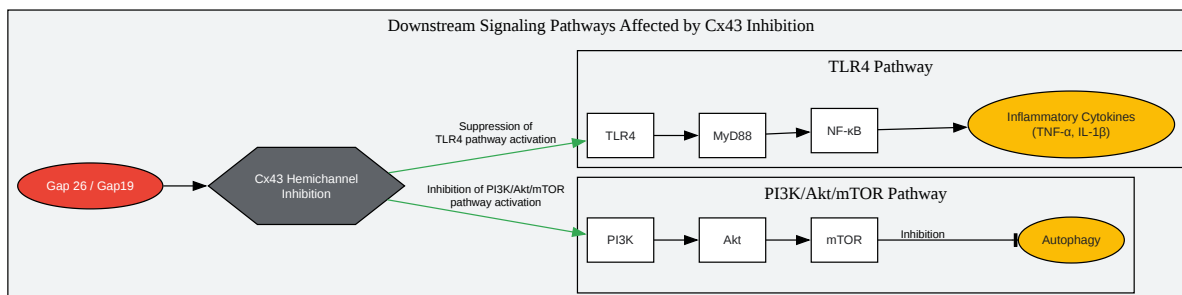 Downstream Signaling Pathways Affected by Cx43 Inhibition
TLR4 Pathway
Suppression of
TLR4 pathway activation
TLR4
MyD88
NF-κB
Inflammatory Cytokines
(TNF-α, IL-1β)
Gap 26 / Gap19
Cx43 Hemichannel
Inhibition
Inhibition of PI3K/Akt/mTOR
pathway activation
PI3K/Akt/mTOR Pathway
PI3K
Akt
mTOR
Inhibition
Autophagy